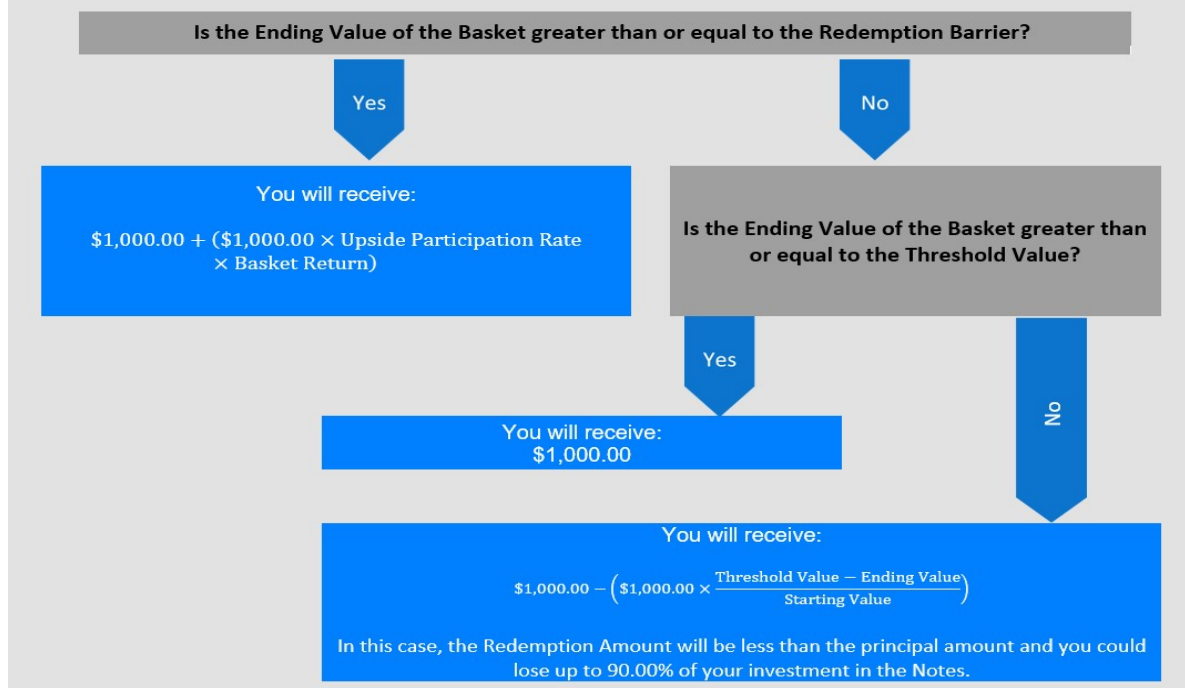 Is the Ending Value of the Basket greater than or equal to the Redemption Barrier?
Yes
No
You will receive:
$1,000.00 + ($1,000.00 × Upside Participation Rate
× Basket Return)
Is the Ending Value of the Basket greater than
or equal to the Threshold Value?
Yes
No
You will receive:
$1,000.00
You will receive:
$1,000.00 − ($1,000.00 × Threshold Value − Ending Value
Starting Value)
In this case, the Redemption Amount will be less than the principal amount and you could
lose up to 90.00% of your investment in the Notes.